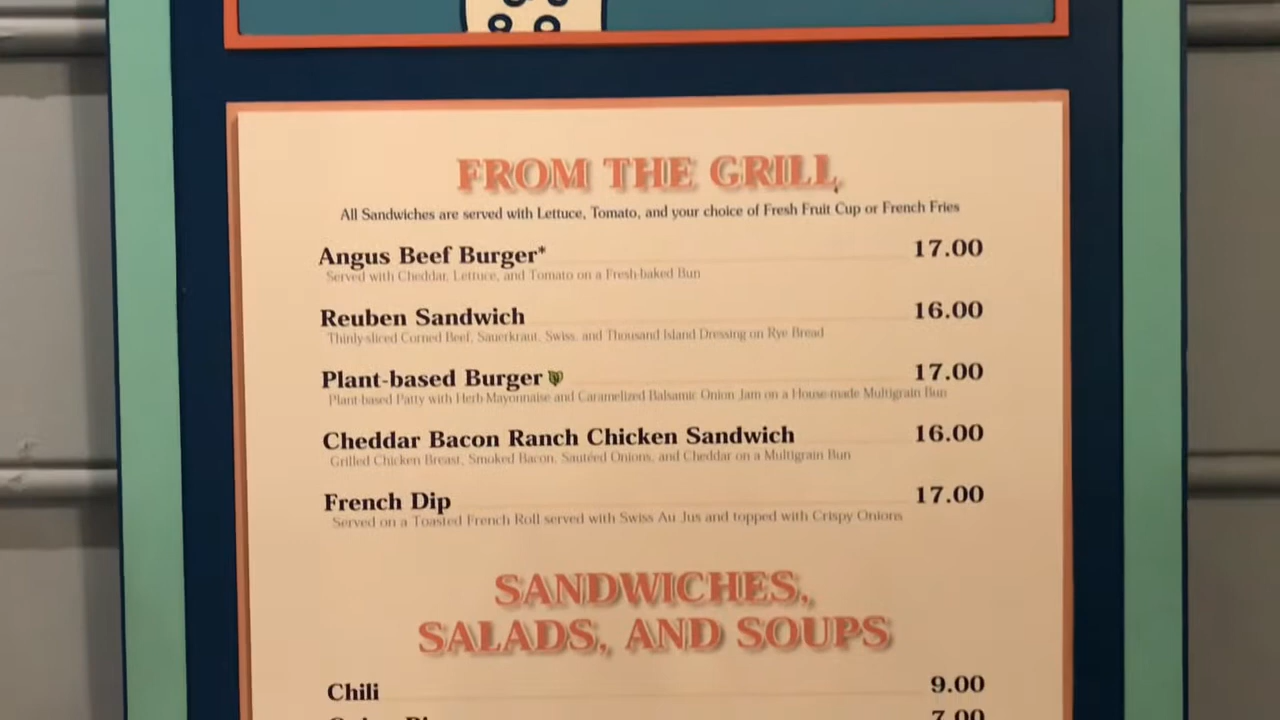 FROM THE GRILL
All Sandwiches are served with Lettuce, Tomato, and your choice of Fresh Fruit Cup or French Fries
Angus Beef Burger* 17.00
Served with Cheddar, Lettuce, and Tomato on a Fresh-baked Bun
Reuben Sandwich 16.00
Thinly-sliced Corned Beef, Sauerkraut, Swiss, and Thousand Island Dressing on Rye Bread
Plant-based Burger 17.00
Plant-based Patty with Herb Mayonnaise and Caramelized Balsamic Onion Jam on a House-made Multigrain Bun
Cheddar Bacon Ranch Chicken Sandwich 16.00
Grilled Chicken Breast, Smoked Bacon, Sautéed Onions, and Cheddar on a Multigrain Bun
French Dip 17.00
Served on a Toasted French Roll served with Swiss Au Jus and topped with Crispy Onions
SANDWICHES,
SALADS, AND SOUPS
Chili 9.00
7.00